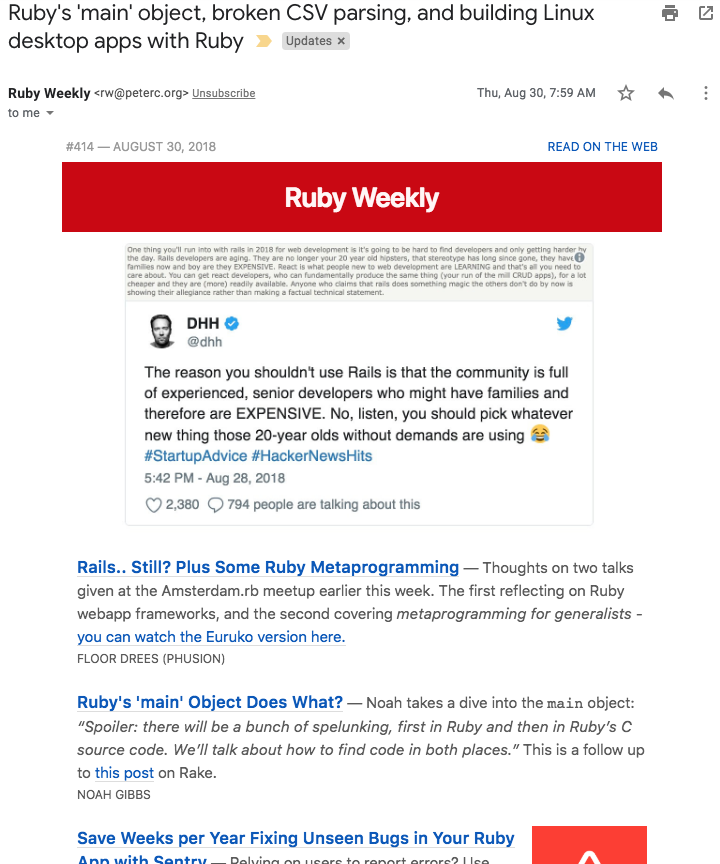 Ruby's 'main' object, broken CSV parsing, and building Linux
desktop apps with Ruby Updates ×
Ruby Weekly <rw@peterc.org> Unsubscribe Thu, Aug 30, 7:59 AM
to me
#414 — AUGUST 30, 2018 READ ON THE WEB
Ruby Weekly
One thing you'll run into with rails in 2018 for web development is it's going to be hard to find developers and only getting harder by
the day. Rails developers are aging. They are no longer your 20 year old hipsters, that stereotype has long since gone, they have
families now and boy are they EXPENSIVE. React is what people new to web development are LEARNING and that's all you need to
care about. You can get react developers, who can fundamentally produce the same thing (your run of the mill CRUD apps), for a lot
cheaper and they are (more) readily available. Anyone who claims that rails does something magic the others don't do by now is
showing their allegiance rather than making a factual technical statement.
DHH
@dhh
The reason you shouldn't use Rails is that the community is full
of experienced, senior developers who might have families and
therefore are EXPENSIVE. No, listen, you should pick whatever
new thing those 20-year olds without demands are using 😂
#StartupAdvice #HackerNewsHits
5:42 PM - Aug 28, 2018
2,380 794 people are talking about this
Rails.. Still? Plus Some Ruby Metaprogramming — Thoughts on two talks
given at the Amsterdam.rb meetup earlier this week. The first reflecting on Ruby
webapp frameworks, and the second covering metaprogramming for generalists -
you can watch the Euruko version here.
FLOOR DREES (PHUSION)
Ruby's 'main' Object Does What? — Noah takes a dive into the main object:
“Spoiler: there will be a bunch of spelunking, first in Ruby and then in Ruby’s C
source code. We’ll talk about how to find code in both places.” This is a follow up
to this post on Rake.
NOAH GIBBS
Save Weeks per Year Fixing Unseen Bugs in Your Ruby
App with Sentry — Relying on users to report errors? Use